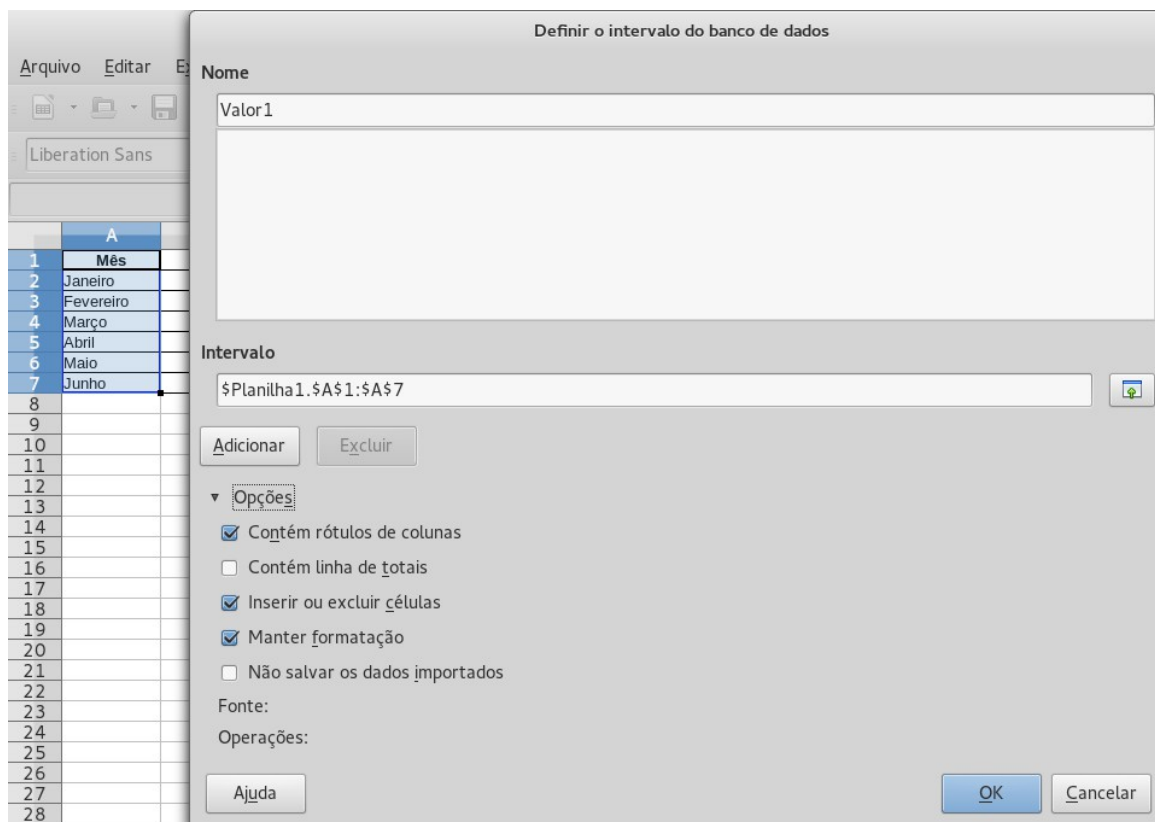 Definir o intervalo do banco de dados
Arquivo Editar
Nome
Valor1
Liberation Sans
A
1 Mês
2 Janeiro
3 Fevereiro
4 Março
5 Abril
6 Maio
7 Junho
8
9
10
11
12
13
14
15
16
17
18
19
20
21
22
23
24
25
26
27
28
Intervalo
$Planilha1.$A$1:$A$7
Adicionar Excluir
Opções
Contém rótulos de colunas
Contém linha de totais
Inserir ou excluir células
Manter formatação
Não salvar os dados importados
Fonte:
Operações:
Ajuda OK Cancelar